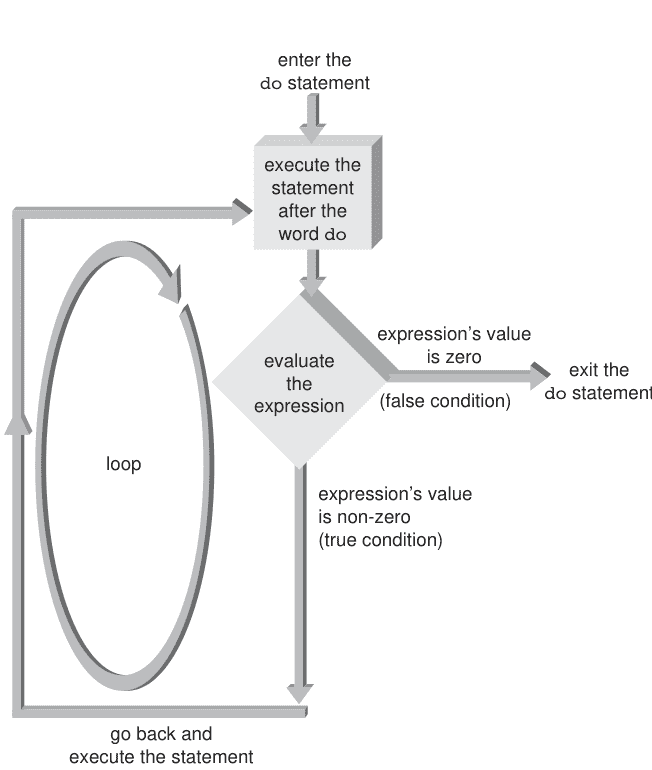 enter the
do statement
execute the
statement
after the
word do
evaluate
the
expression
expression's value
is zero
(false condition)
exit the
do statement
loop
expression's value
is non-zero
(true condition)
go back and
execute the statement